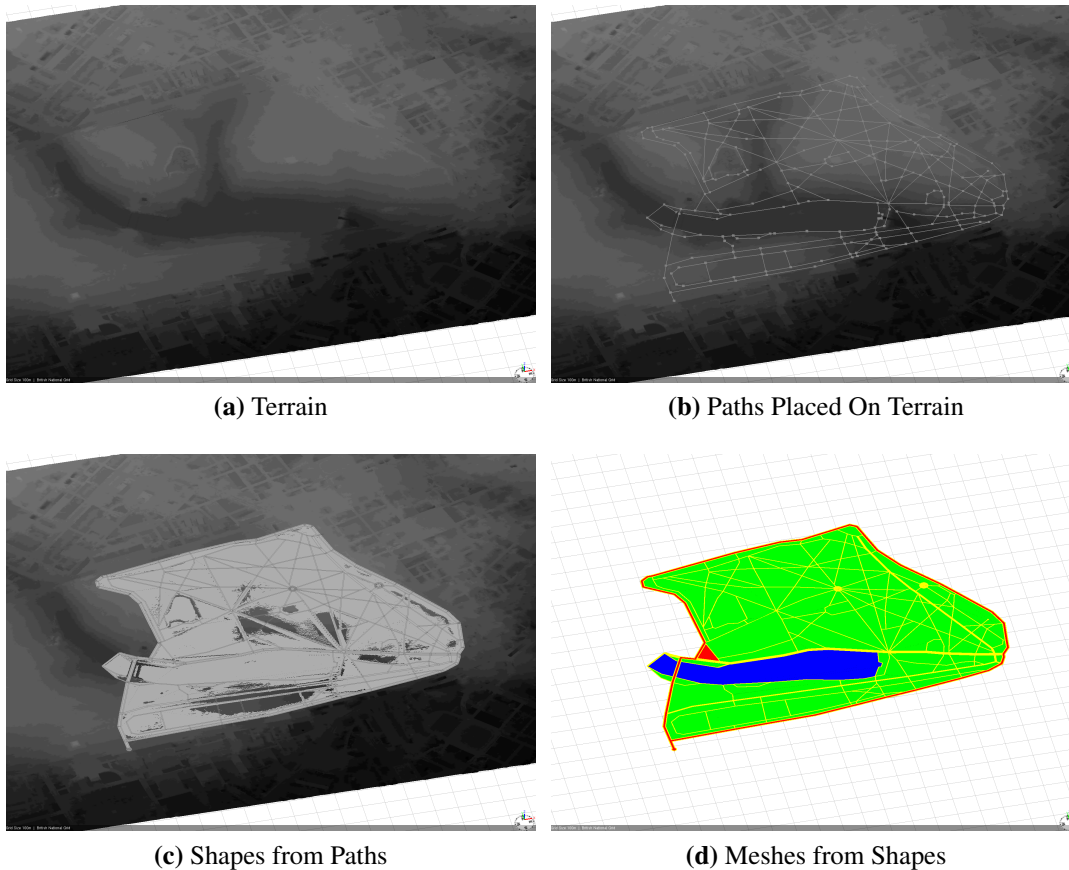 (a) Terrain
(b) Paths Placed On Terrain
(c) Shapes from Paths
(d) Meshes from Shapes